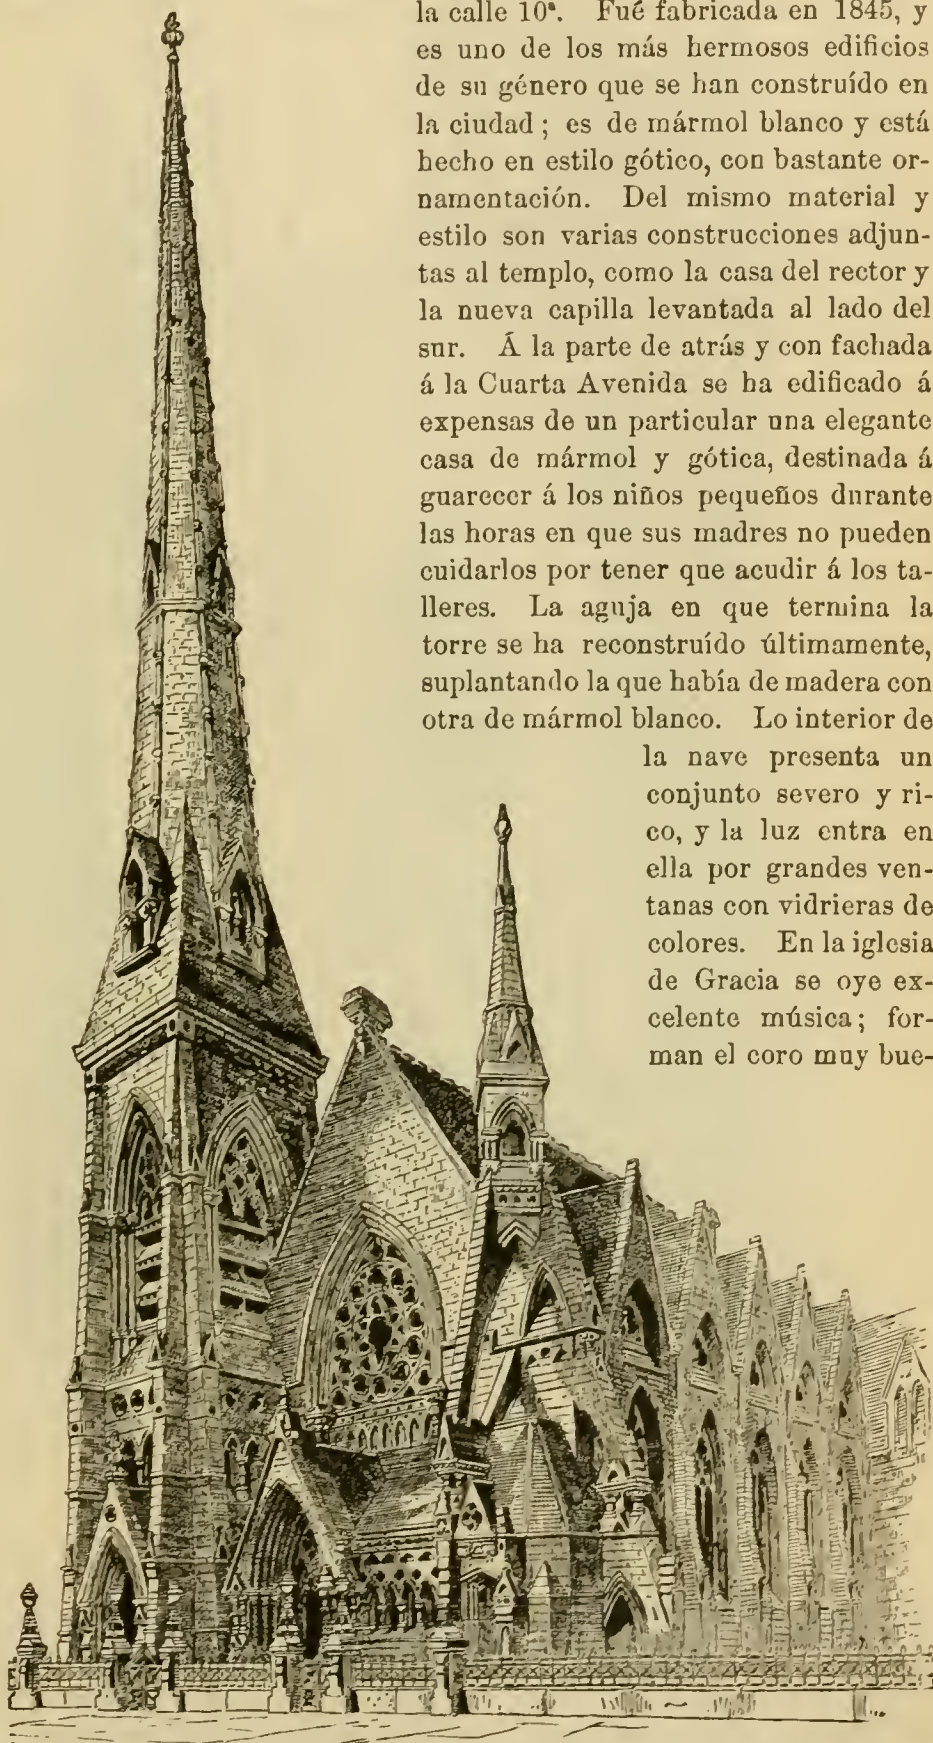 la calle 10ª. Fué fabricada en 1845, y
es uno de los más hermosos edificios
de su género que se han construído en
la ciudad; es de mármol blanco y está
hecho en estilo gótico, con bastante or-
namentación. Del mismo material y
estilo son varias construcciones adjun-
tas al templo, como la casa del rector y
la nueva capilla levantada al lado del
sur. Á la parte de atrás y con fachada
á la Cuarta Avenida se ha edificado á
expensas de un particular una elegante
casa de mármol y gótica, destinada á
guarecer á los niños pequeños durante
las horas en que sus madres no pueden
cuidarlos por tener que acudir á los ta-
lleres. La aguja en que termina la
torre se ha reconstruído últimamente,
suplantando la que había de madera con
otra de mármol blanco. Lo interior de
la nave presenta un
conjunto severo y ri-
co, y la luz entra en
ella por grandes ven-
tanas con vidrieras de
colores. En la iglesia
de Gracia se oye ex-
celente música; for-
man el coro muy bue-